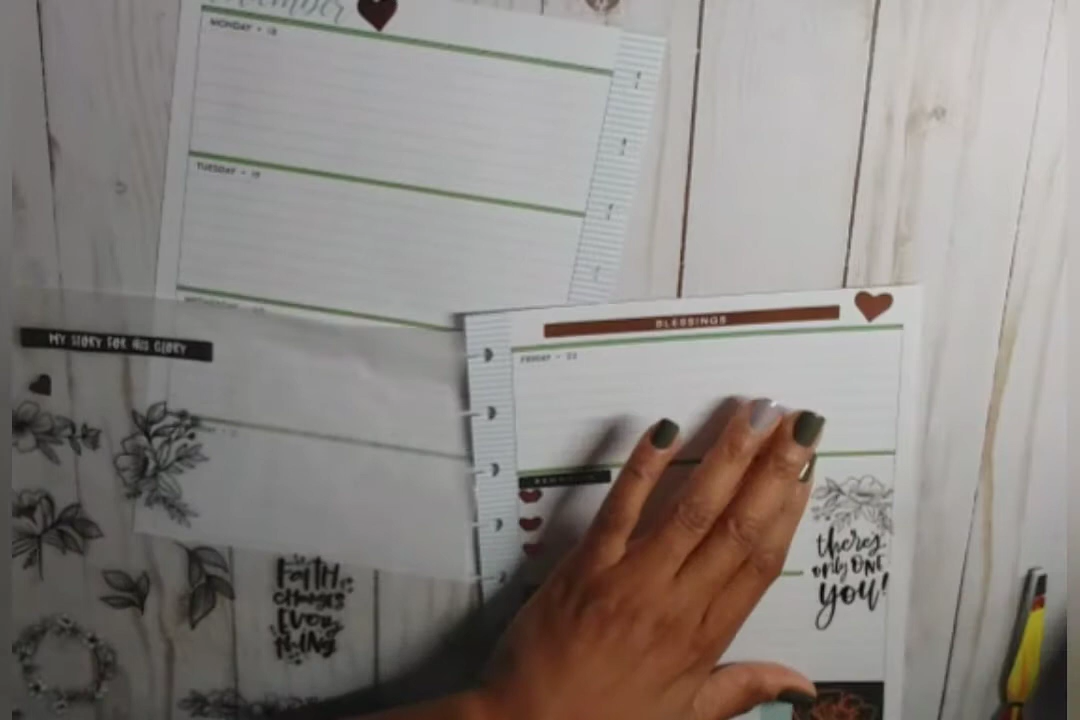 MONDAY • 18
TUESDAY • 19
MY STORY FOR HIS GLORY
BLESSINGS
FRIDAY • 22
FAITH
CHANGES
EVERY
THING
there's
only ONE
you!